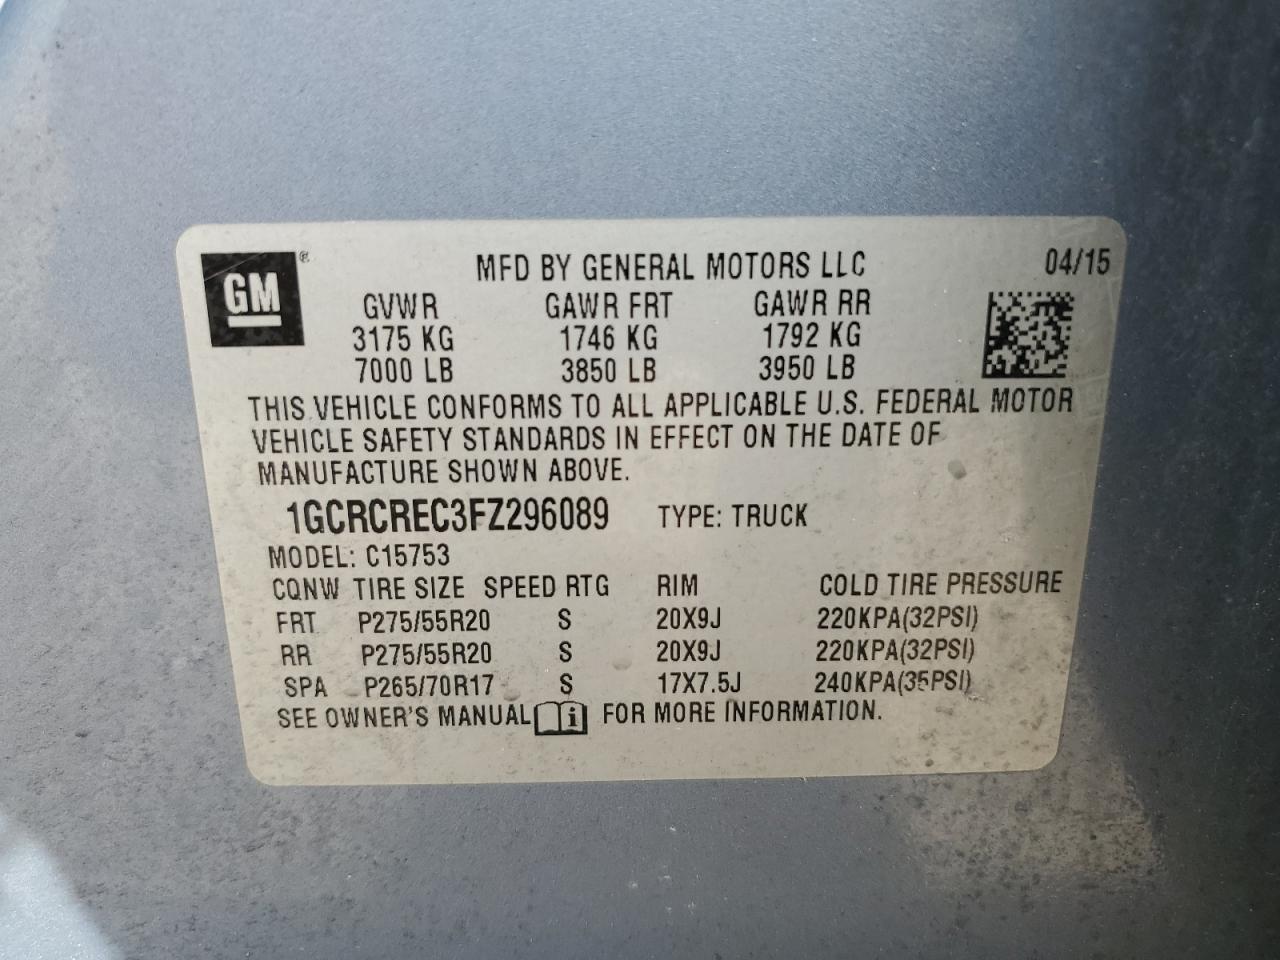 GM ® MFD BY GENERAL MOTORS LLC 04/15
GVWR GAWR FRT GAWR RR
3175 KG 1746 KG 1792 KG
7000 LB 3850 LB 3950 LB
THIS VEHICLE CONFORMS TO ALL APPLICABLE U.S. FEDERAL MOTOR
VEHICLE SAFETY STANDARDS IN EFFECT ON THE DATE OF
MANUFACTURE SHOWN ABOVE.
1GCRCREC3FZ296089 TYPE: TRUCK
MODEL: C15753
CQNW TIRE SIZE SPEED RTG RIM COLD TIRE PRESSURE
FRT P275/55R20 S 20X9J 220KPA(32PSI)
RR P275/55R20 S 20X9J 220KPA(32PSI)
SPA P265/70R17 S 17X7.5J 240KPA(35PSI)
SEE OWNER'S MANUAL i FOR MORE INFORMATION.